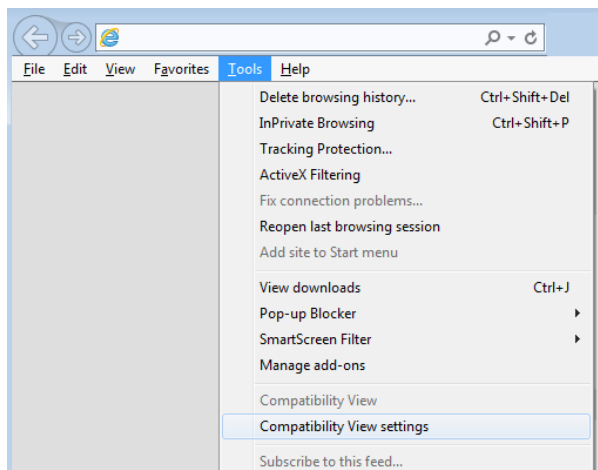 File Edit View Favorites Tools Help
Delete browsing history... Ctrl+Shift+Del
InPrivate Browsing Ctrl+Shift+P
Tracking Protection...
ActiveX Filtering
Fix connection problems...
Reopen last browsing session
Add site to Start menu
View downloads Ctrl+J
Pop-up Blocker
SmartScreen Filter
Manage add-ons
Compatibility View
Compatibility View settings
Subscribe to this feed...